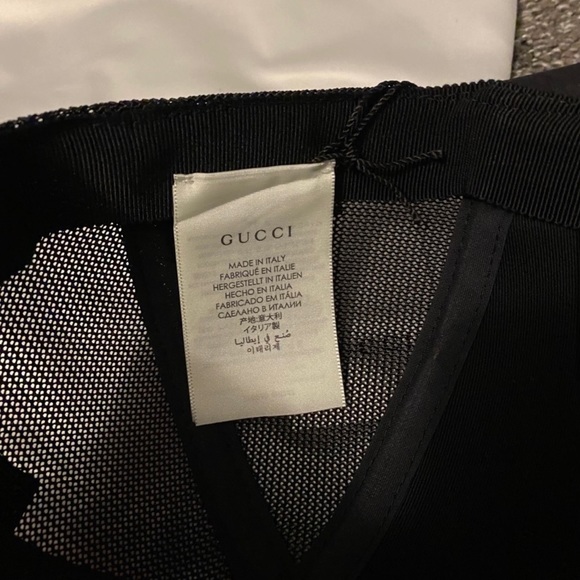 GUCCI
MADE IN ITALY
FABRIQUÉ EN ITALIE
HERGESTELLT IN ITALIEN
HECHO EN ITALIA
FABRICADO EM ITÁLIA
СДЕЛАНО В ИТАЛИИ
产地:意大利
イタリア製
صُنع في إيطاليا
이태리제